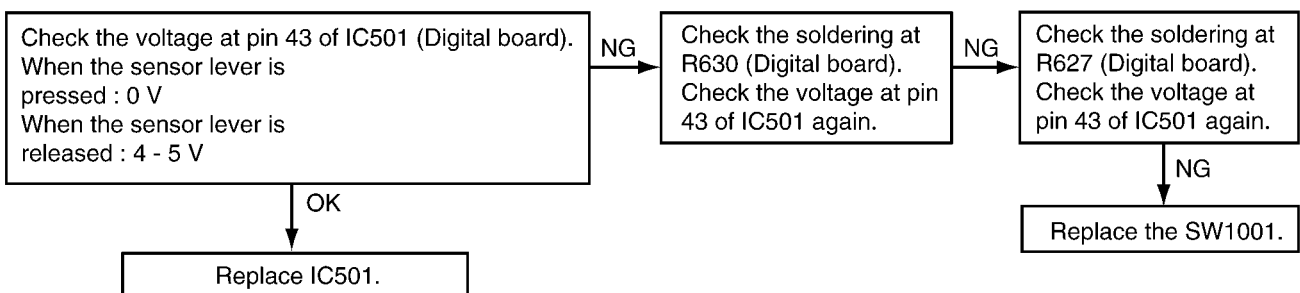 Check the voltage at pin 43 of IC501 (Digital board).
When the sensor lever is
pressed : 0 V
When the sensor lever is
released : 4 - 5 V
NG
Check the soldering at
R630 (Digital board).
Check the voltage at pin
43 of IC501 again.
NG
Check the soldering at
R627 (Digital board).
Check the voltage at
pin 43 of IC501 again.
OK
NG
Replace IC501.
Replace the SW1001.